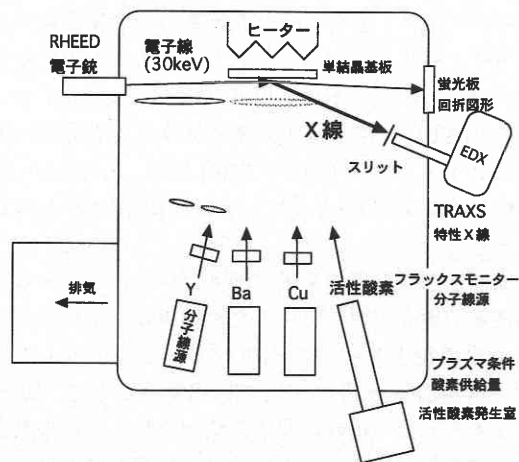 ヒーター
RHEED
電子銃
電子線
(30keV)
単結晶基板
蛍光板
回折図形
X線
スリット
EDX
TRAXS
特性X線
排気
Y
Ba
Cu
活性酸素
フラックスモニター
分子線源
分子線源
プラズマ条件
酸素供給量
活性酸素発生室